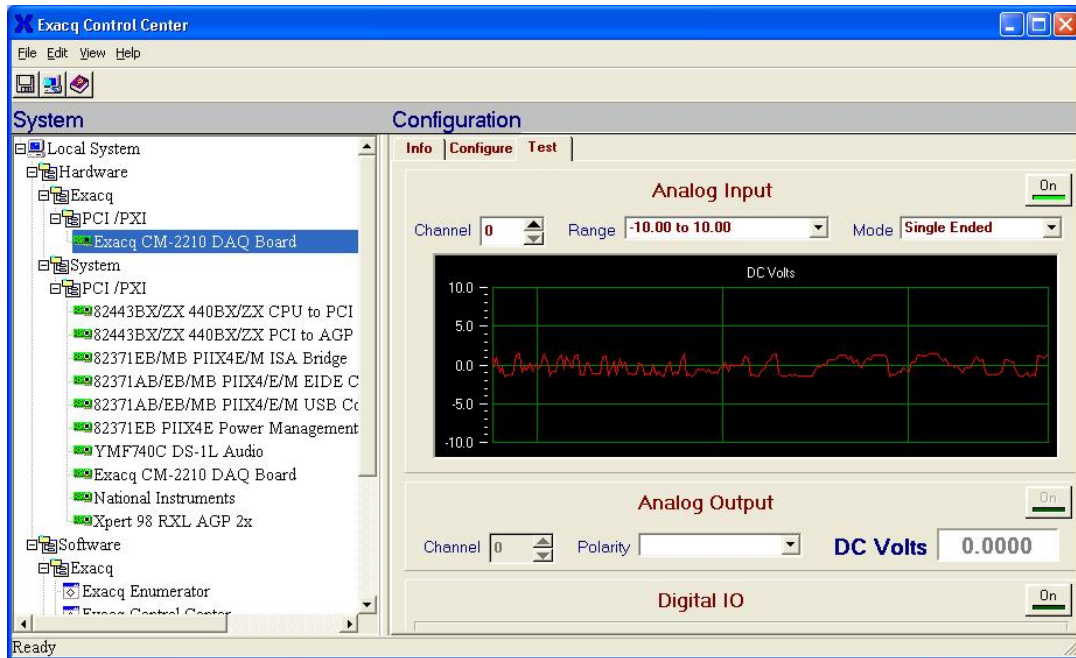 Exacq Control Center
File Edit View Help
System
Configuration
Local System
Hardware
Exacq
PCI /PXI
Exacq CM-2210 DAQ Board
System
PCI /PXI
82443BX/ZX 440BX/ZX CPU to PCI
82443BX/ZX 440BX/ZX PCI to AGP
82371EB/MB PIIX4E/M ISA Bridge
82371AB/EB/MB PIIX4/E/M EIDE C
82371AB/EB/MB PIIX4/E/M USB Co
82371EB PIIX4E Power Management
YMF740C DS-1L Audio
Exacq CM-2210 DAQ Board
National Instruments
Xpert 98 RXL AGP 2x
Software
Exacq
Exacq Enumerator
Exacq Control Center
Info Configure Test
Analog Input On
Channel 0 Range -10.00 to 10.00 Mode Single Ended
DC Volts
10.0
5.0
0.0
-5.0
-10.0
Analog Output On
Channel 0 Polarity DC Volts 0.0000
Digital IO On
Ready